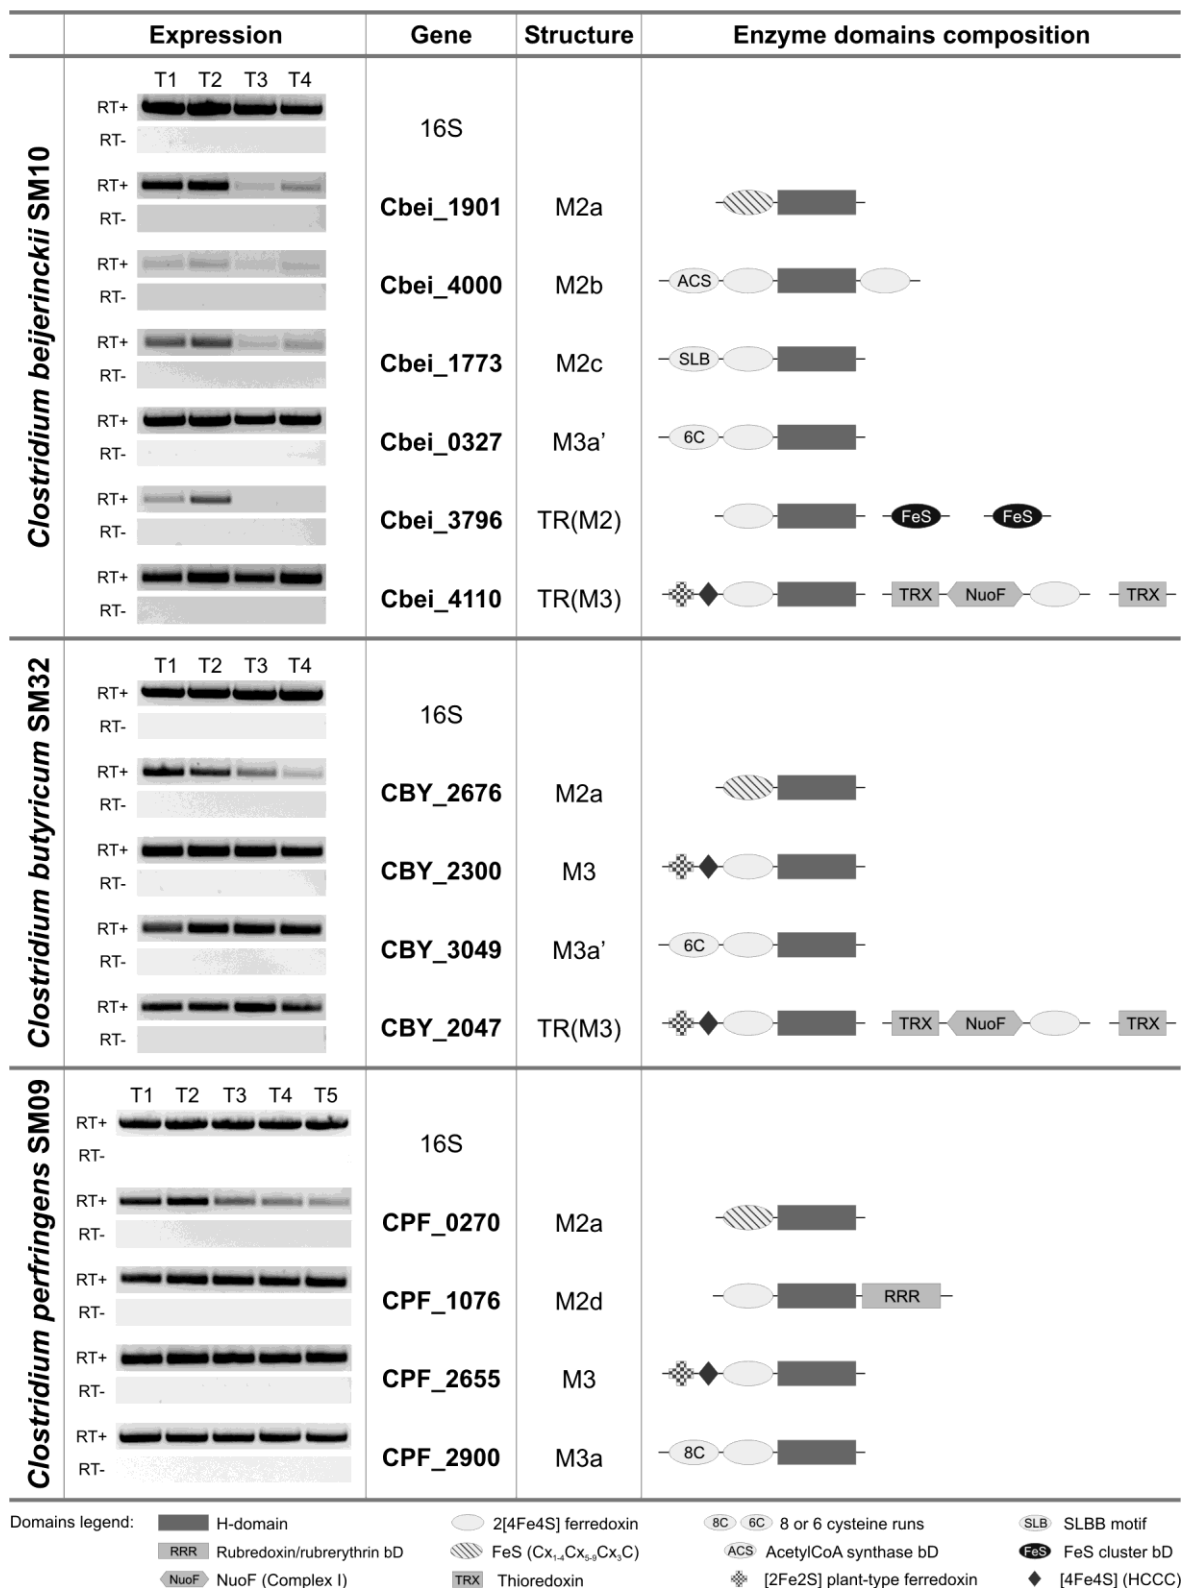 Expression Gene Structure Enzyme domains composition
Clostridium beijerinckii SM10
T1 T2 T3 T4
RT+
RT-
16S
RT+
RT-
Cbei_1901 M2a
RT+
RT-
Cbei_4000 M2b ACS
RT+
RT-
Cbei_1773 M2c SLB
RT+
RT-
Cbei_0327 M3a' 6C
RT+
RT-
Cbei_3796 TR(M2) FeS FeS
RT+
RT-
Cbei_4110 TR(M3) TRX NuoF TRX
Clostridium butyricum SM32
T1 T2 T3 T4
RT+
RT-
16S
RT+
RT-
CBY_2676 M2a
RT+
RT-
CBY_2300 M3
RT+
RT-
CBY_3049 M3a' 6C
RT+
RT-
CBY_2047 TR(M3) TRX NuoF TRX
Clostridium perfringens SM09
T1 T2 T3 T4 T5
RT+
RT-
16S
RT+
RT-
CPF_0270 M2a
RT+
RT-
CPF_1076 M2d RRR
RT+
RT-
CPF_2655 M3
RT+
RT-
CPF_2900 M3a 8C
Domains legend: H-domain 2[4Fe4S] ferredoxin 8C 6C 8 or 6 cysteine runs SLB SLBB motif
RRR Rubredoxin/rubrerythrin bD FeS (Cx₁₋₄Cx₅₋₉Cx₃C) ACS AcetylCoA synthase bD FeS FeS cluster bD
NuoF NuoF (Complex I) TRX Thioredoxin [2Fe2S] plant-type ferredoxin [4Fe4S] (HCCC)